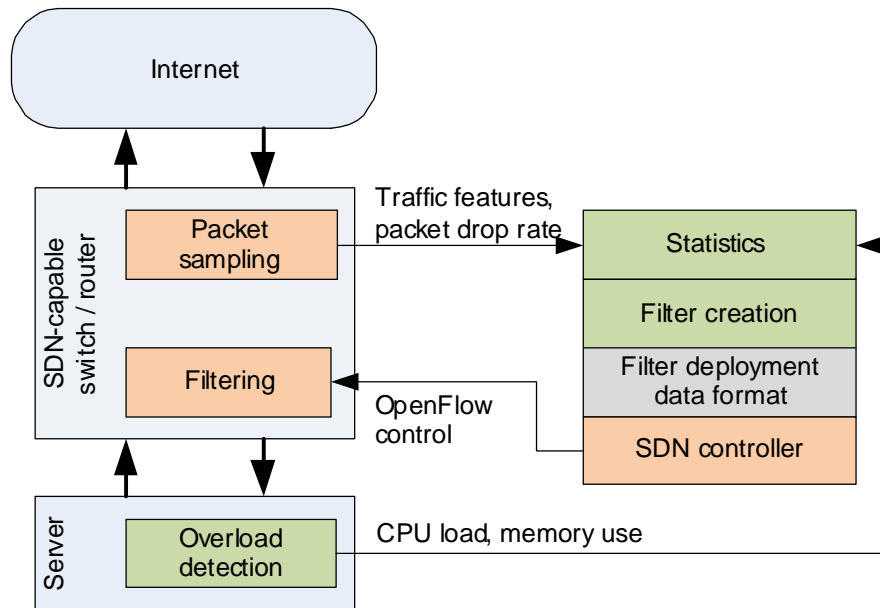 Internet
SDN-capable
switch / router
Packet
sampling
Traffic features,
packet drop rate
Statistics
Filter creation
Filter deployment
data format
SDN controller
Filtering
OpenFlow
control
Server
Overload
detection
CPU load, memory use